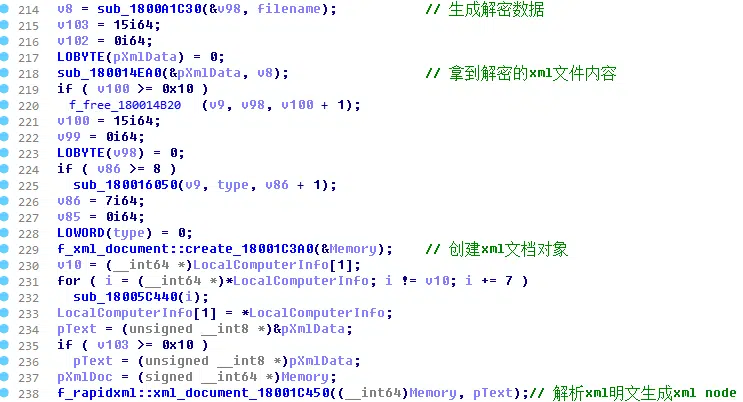 214 v8 = sub_1800A1C30(&v98, filename); // 生成解密数据
215 v103 = 15i64;
216 v102 = 0i64;
217 LOBYTE(pXmlData) = 0;
218 sub_180014EA0(&pXmlData, v8); // 拿到解密的xml文件内容
219 if ( v100 >= 0x10 )
220 f_free_180014B20 (v9, v98, v100 + 1);
221 v100 = 15i64;
222 v99 = 0i64;
223 LOBYTE(v98) = 0;
224 if ( v86 >= 8 )
225 sub_180016050(v9, type, v86 + 1);
226 v86 = 7i64;
227 v85 = 0i64;
228 LOWORD(type) = 0;
229 f_xml_document::create_18001C3A0(&Memory); // 创建xml文档对象
230 v10 = (__int64 *)LocalComputerInfo[1];
231 for ( i = (__int64 *)*LocalComputerInfo; i != v10; i += 7 )
232 sub_18005C440(i);
233 LocalComputerInfo[1] = *LocalComputerInfo;
234 pText = (unsigned __int8 *)&pXmlData;
235 if ( v103 >= 0x10 )
236 pText = (unsigned __int8 *)pXmlData;
237 pXmlDoc = (signed __int64 *)Memory;
238 f_rapidxml::xml_document_18001C450((__int64)Memory, pText);// 解析xml明文生成xml node